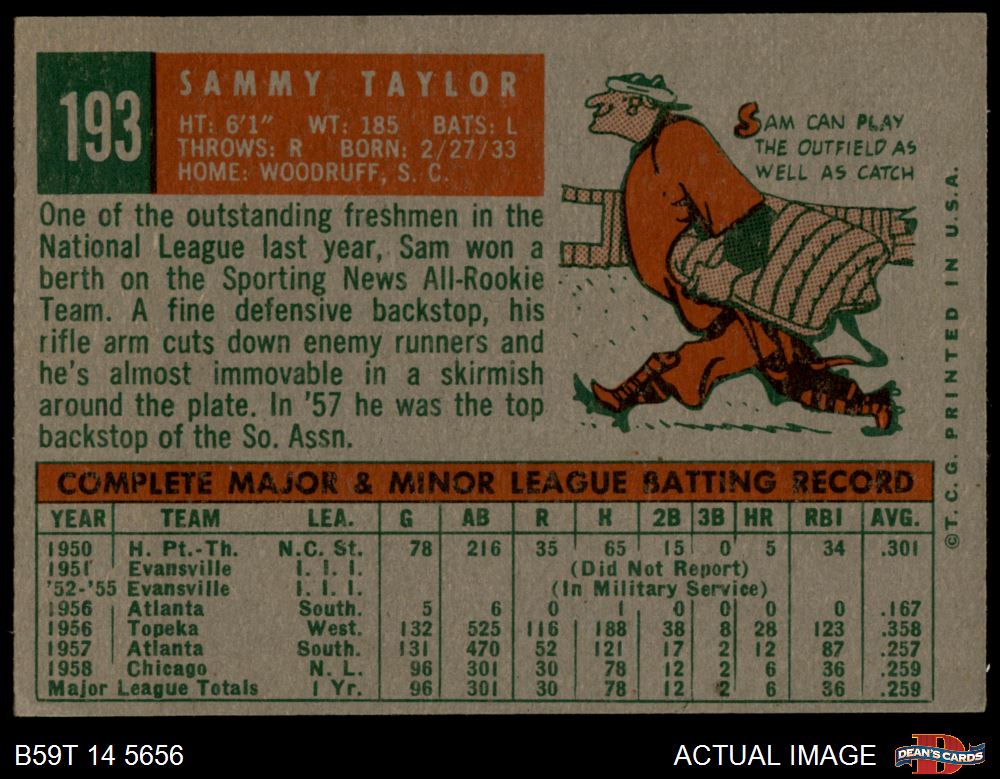 193
SAMMY TAYLOR
HT: 6'1" WT: 185 BATS: L
THROWS: R BORN: 2/27/33
HOME: WOODRUFF, S. C.
SAM CAN PLAY
THE OUTFIELD AS
WELL AS CATCH
One of the outstanding freshmen in the
National League last year, Sam won a
berth on the Sporting News All-Rookie
Team. A fine defensive backstop, his
rifle arm cuts down enemy runners and
he's almost immovable in a skirmish
around the plate. In '57 he was the top
backstop of the So. Assn.
©T. C. G. PRINTED IN U.S.A.
COMPLETE MAJOR & MINOR LEAGUE BATTING RECORD
YEAR TEAM LEA. G AB R H 2B 3B HR RBI AVG.
1950 H. Pt.-Th. N.C. St. 78 216 35 65 15 0 5 34 .301
1951 Evansville I. I. I. (Did Not Report)
'52-'55 Evansville I. I. I. (In Military Service)
1956 Atlanta South. 5 6 0 1 0 0 0 0 .167
1956 Topeka West. 132 525 116 188 38 8 28 123 .358
1957 Atlanta South. 131 470 52 121 17 2 12 87 .257
1958 Chicago N. L. 96 301 30 78 12 2 6 36 .259
Major League Totals 1 Yr. 96 301 30 78 12 2 6 36 .259
B59T 14 5656
ACTUAL IMAGE
D
DEAN'S CARDS